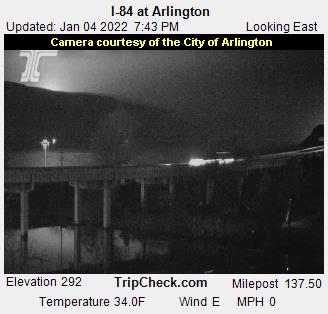 I-84 at Arlington
Updated: Jan 04 2022 7:43 PM Looking East
Camera courtesy of the City of Arlington
Elevation 292 TripCheck.com Milepost 137.50
Temperature 34.0F Wind E MPH 0